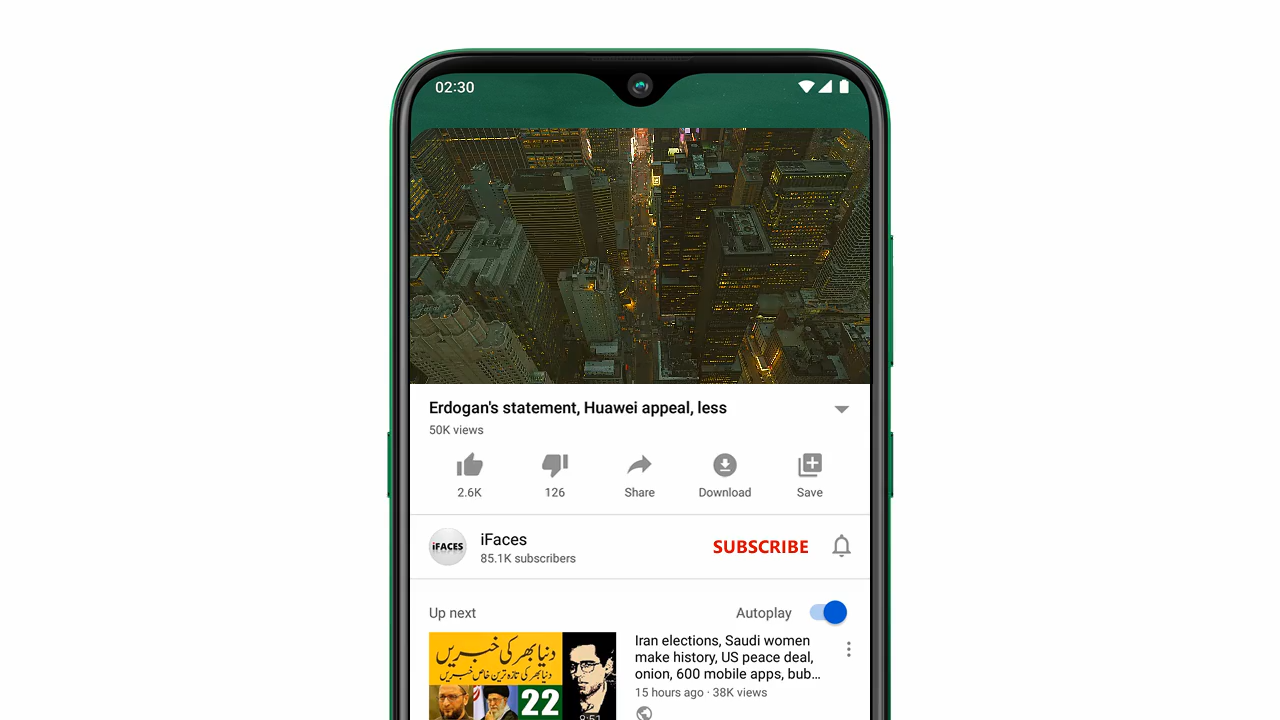 02:30
Erdogan's statement, Huawei appeal, less
50K views
2.6K
126
Share
Download
Save
iFACES
iFaces
85.1K subscribers
SUBSCRIBE
Up next
Autoplay
دنیا بھر کی خبریں
دنیا بھر کی تازہ ترین خاص خبریں
22
8:51
Iran elections, Saudi women
make history, US peace deal,
onion, 600 mobile apps, bub...
15 hours ago · 38K views